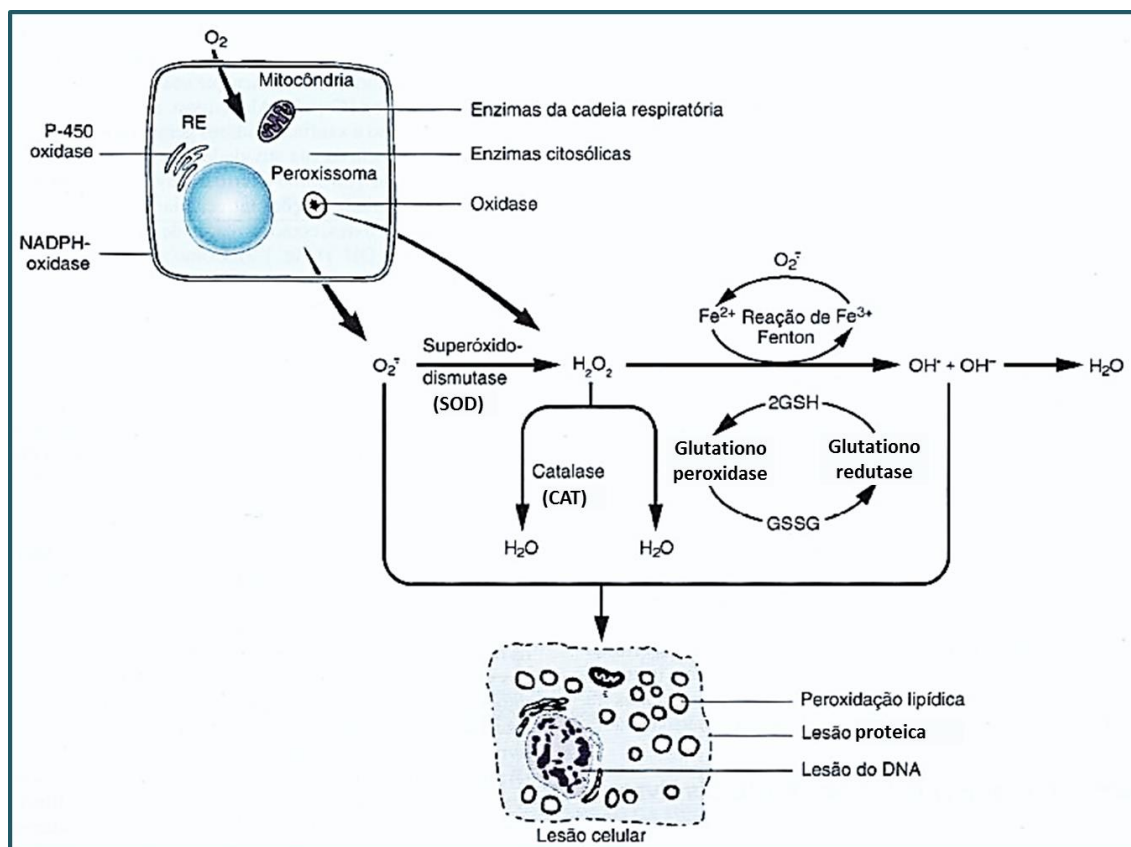 O₂
Mitocôndria
Enzimas da cadeia respiratória
P-450
oxidase
RE
Enzimas citosólicas
Peroxissoma
Oxidase
NADPH-
oxidase
O₂⁻
Fe²⁺ Reação de Fe³⁺
Fenton
O₂⁻ Superóxido- H₂O₂ OH• + OH⁻ H₂O
dismutase
(SOD)
2GSH
Glutationo
peroxidase
Glutationo
redutase
Catalase
(CAT)
GSSG
H₂O H₂O
Peroxidação lipídica
Lesão proteica
Lesão do DNA
Lesão celular